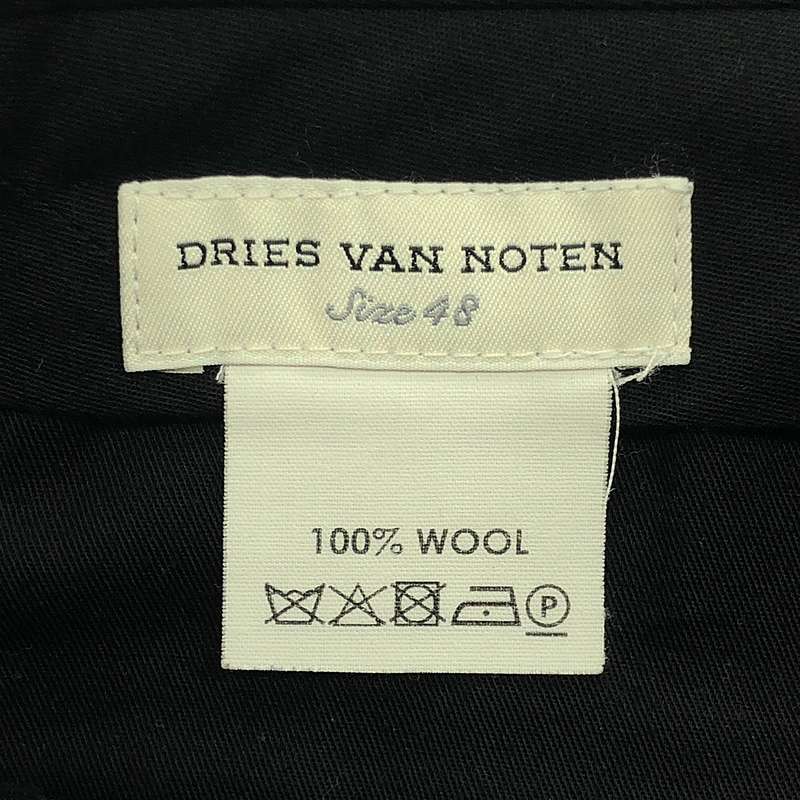 DRIES VAN NOTEN
Size 48
100% WOOL
P